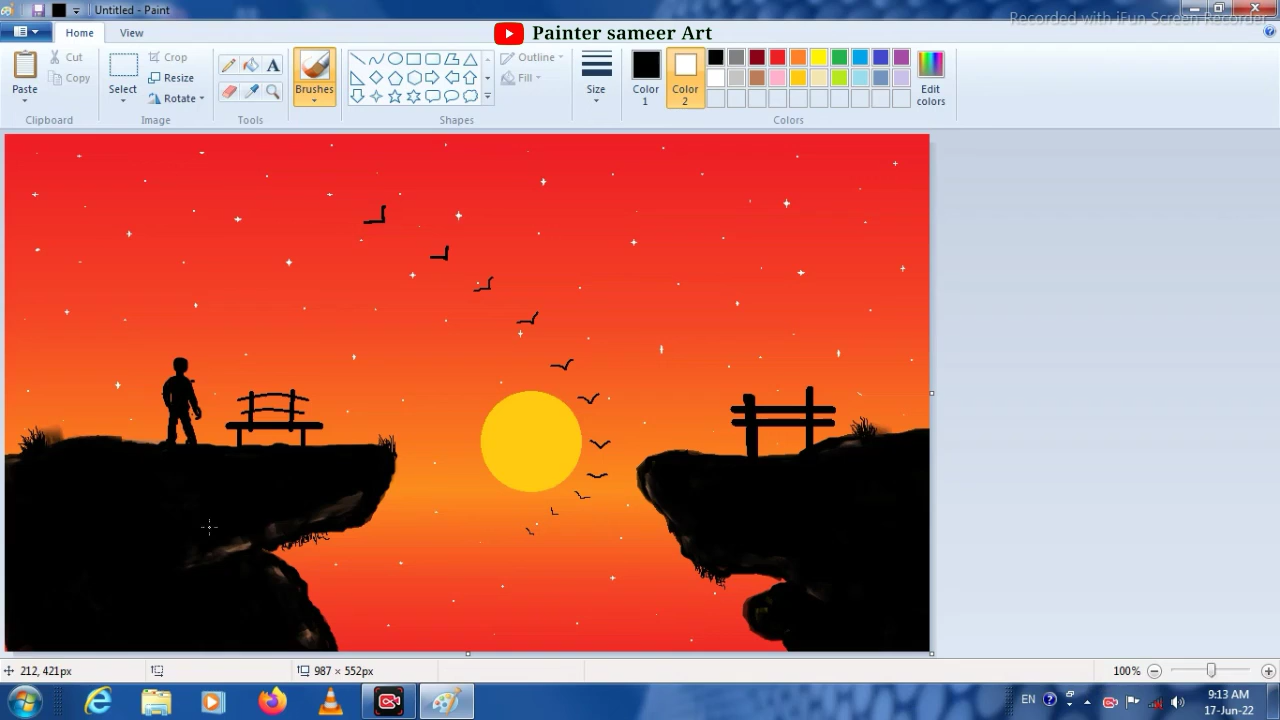 Untitled - Paint
Recorded with iFun Screen Recorder
Home
View
Painter sameer Art
Paste
Cut
Copy
Clipboard
Select
Crop
Resize
Rotate
Image
Tools
Brushes
Outline
Fill
Shapes
Size
Color 1
Color 2
Edit colors
Colors
212, 421px
987 × 552px
100%
EN
9:13 AM
17-Jun-22